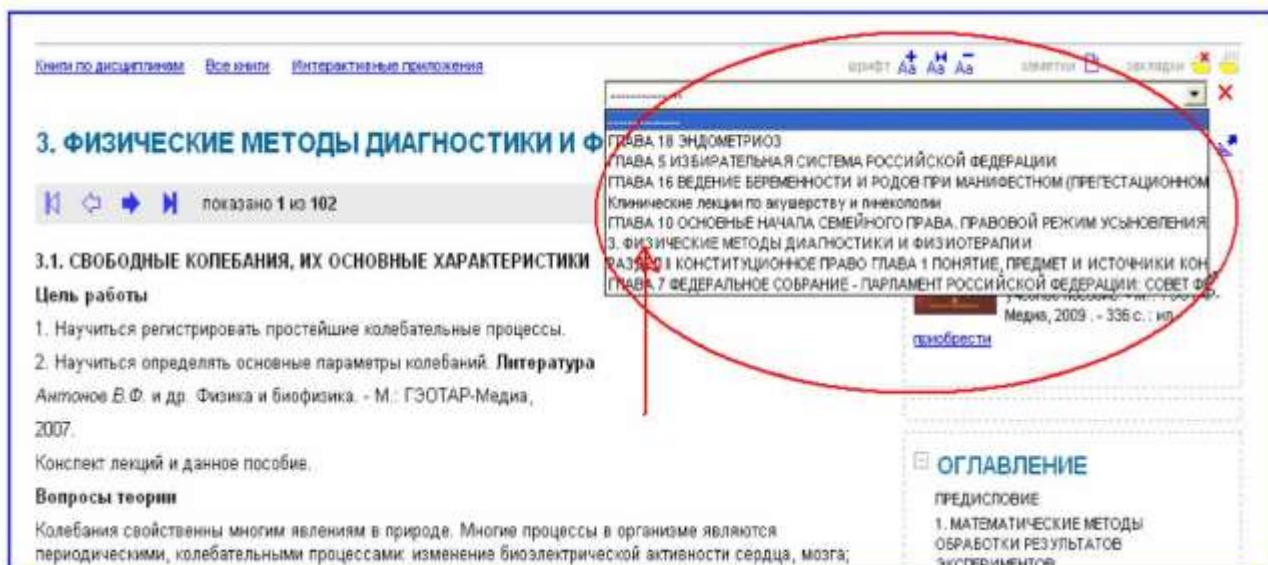 Книги по дисциплинам Все книги Интерактивные приложения шрифт Aa Aa Aa заметки закладки
---------------
3. ФИЗИЧЕСКИЕ МЕТОДЫ ДИАГНОСТИКИ И Ф
---------------
ГЛАВА 18 ЭНДОМЕТРИОЗ
ГЛАВА 5 ИЗБИРАТЕЛЬНАЯ СИСТЕМА РОССИЙСКОЙ ФЕДЕРАЦИИ
ГЛАВА 16 ВЕДЕНИЕ БЕРЕМЕННОСТИ И РОДОВ ПРИ МАНИФЕСТНОМ (ПРЕГЕСТАЦИОННОМ
Клинические лекции по акушерству и гинекологии
ГЛАВА 10 ОСНОВНЫЕ НАЧАЛА СЕМЕЙНОГО ПРАВА. ПРАВОВОЙ РЕЖИМ УСЫНОВЛЕНИЯ
3. ФИЗИЧЕСКИЕ МЕТОДЫ ДИАГНОСТИКИ И ФИЗИОТЕРАПИИ
РАЗДЕЛ I КОНСТИТУЦИОННОЕ ПРАВО ГЛАВА 1 ПОНЯТИЕ, ПРЕДМЕТ И ИСТОЧНИКИ КОН
ГЛАВА 7 ФЕДЕРАЛЬНОЕ СОБРАНИЕ - ПАРЛАМЕНТ РОССИЙСКОЙ ФЕДЕРАЦИИ: СОВЕТ ФЕ
показано 1 из 102
3.1. СВОБОДНЫЕ КОЛЕБАНИЯ, ИХ ОСНОВНЫЕ ХАРАКТЕРИСТИКИ
Цель работы
1. Научиться регистрировать простейшие колебательные процессы.
2. Научиться определять основные параметры колебаний. Литература
Антонов В.Ф. и др. Физика и биофизика. - М.: ГЭОТАР-Медиа,
2007.
Конспект лекций и данное пособие.
Вопросы теории
Колебания свойственны многим явлениям в природе. Многие процессы в организме являются
периодическими, колебательными процессами: изменение биоэлектрической активности сердца, мозга;
Медиа, 2009 . - 336 с. : ил.
приобрести
ОГЛАВЛЕНИЕ
ПРЕДИСЛОВИЕ
1. МАТЕМАТИЧЕСКИЕ МЕТОДЫ
ОБРАБОТКИ РЕЗУЛЬТАТОВ
ЭКСПЕРИМЕНТОВ